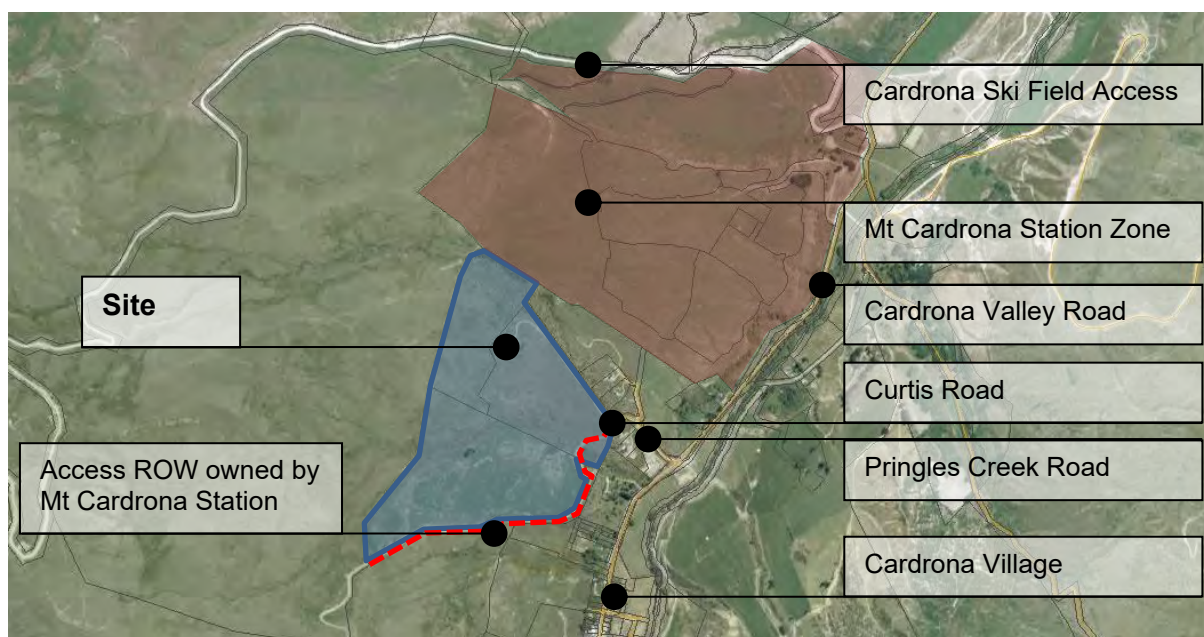 Cardrona Ski Field Access
Mt Cardrona Station Zone
Site
Cardrona Valley Road
Curtis Road
Access ROW owned by
Mt Cardrona Station
Pringles Creek Road
Cardrona Village